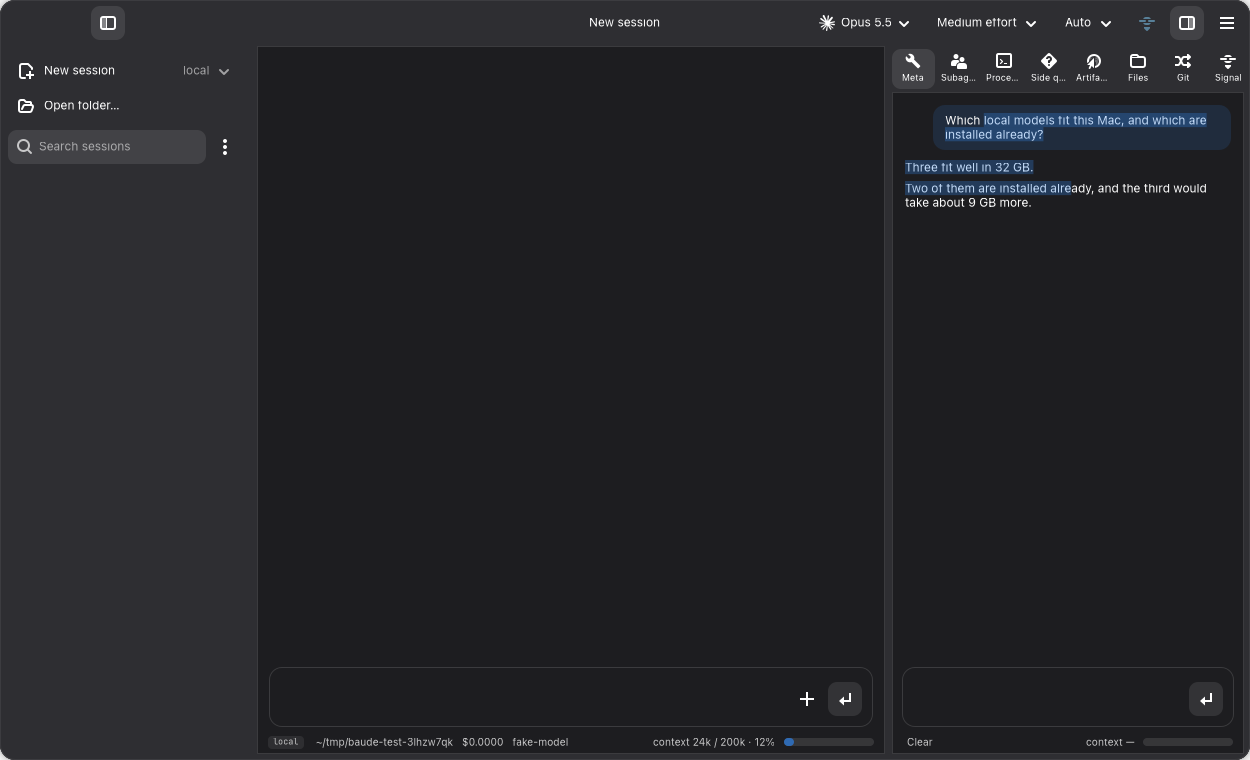 New session
Opus 5.5
Medium effort
Auto
New session
local
Open folder...
Search sessions
Meta
Subag...
Proce...
Side q...
Artifa...
Files
Git
Signal
Which local models fit this Mac, and which are
installed already?
Three fit well in 32 GB.
Two of them are installed already, and the third would
take about 9 GB more.
local
~/tmp/baude-test-3lhzw7qk
$0.0000
fake-model
context 24k / 200k · 12%
Clear
context —